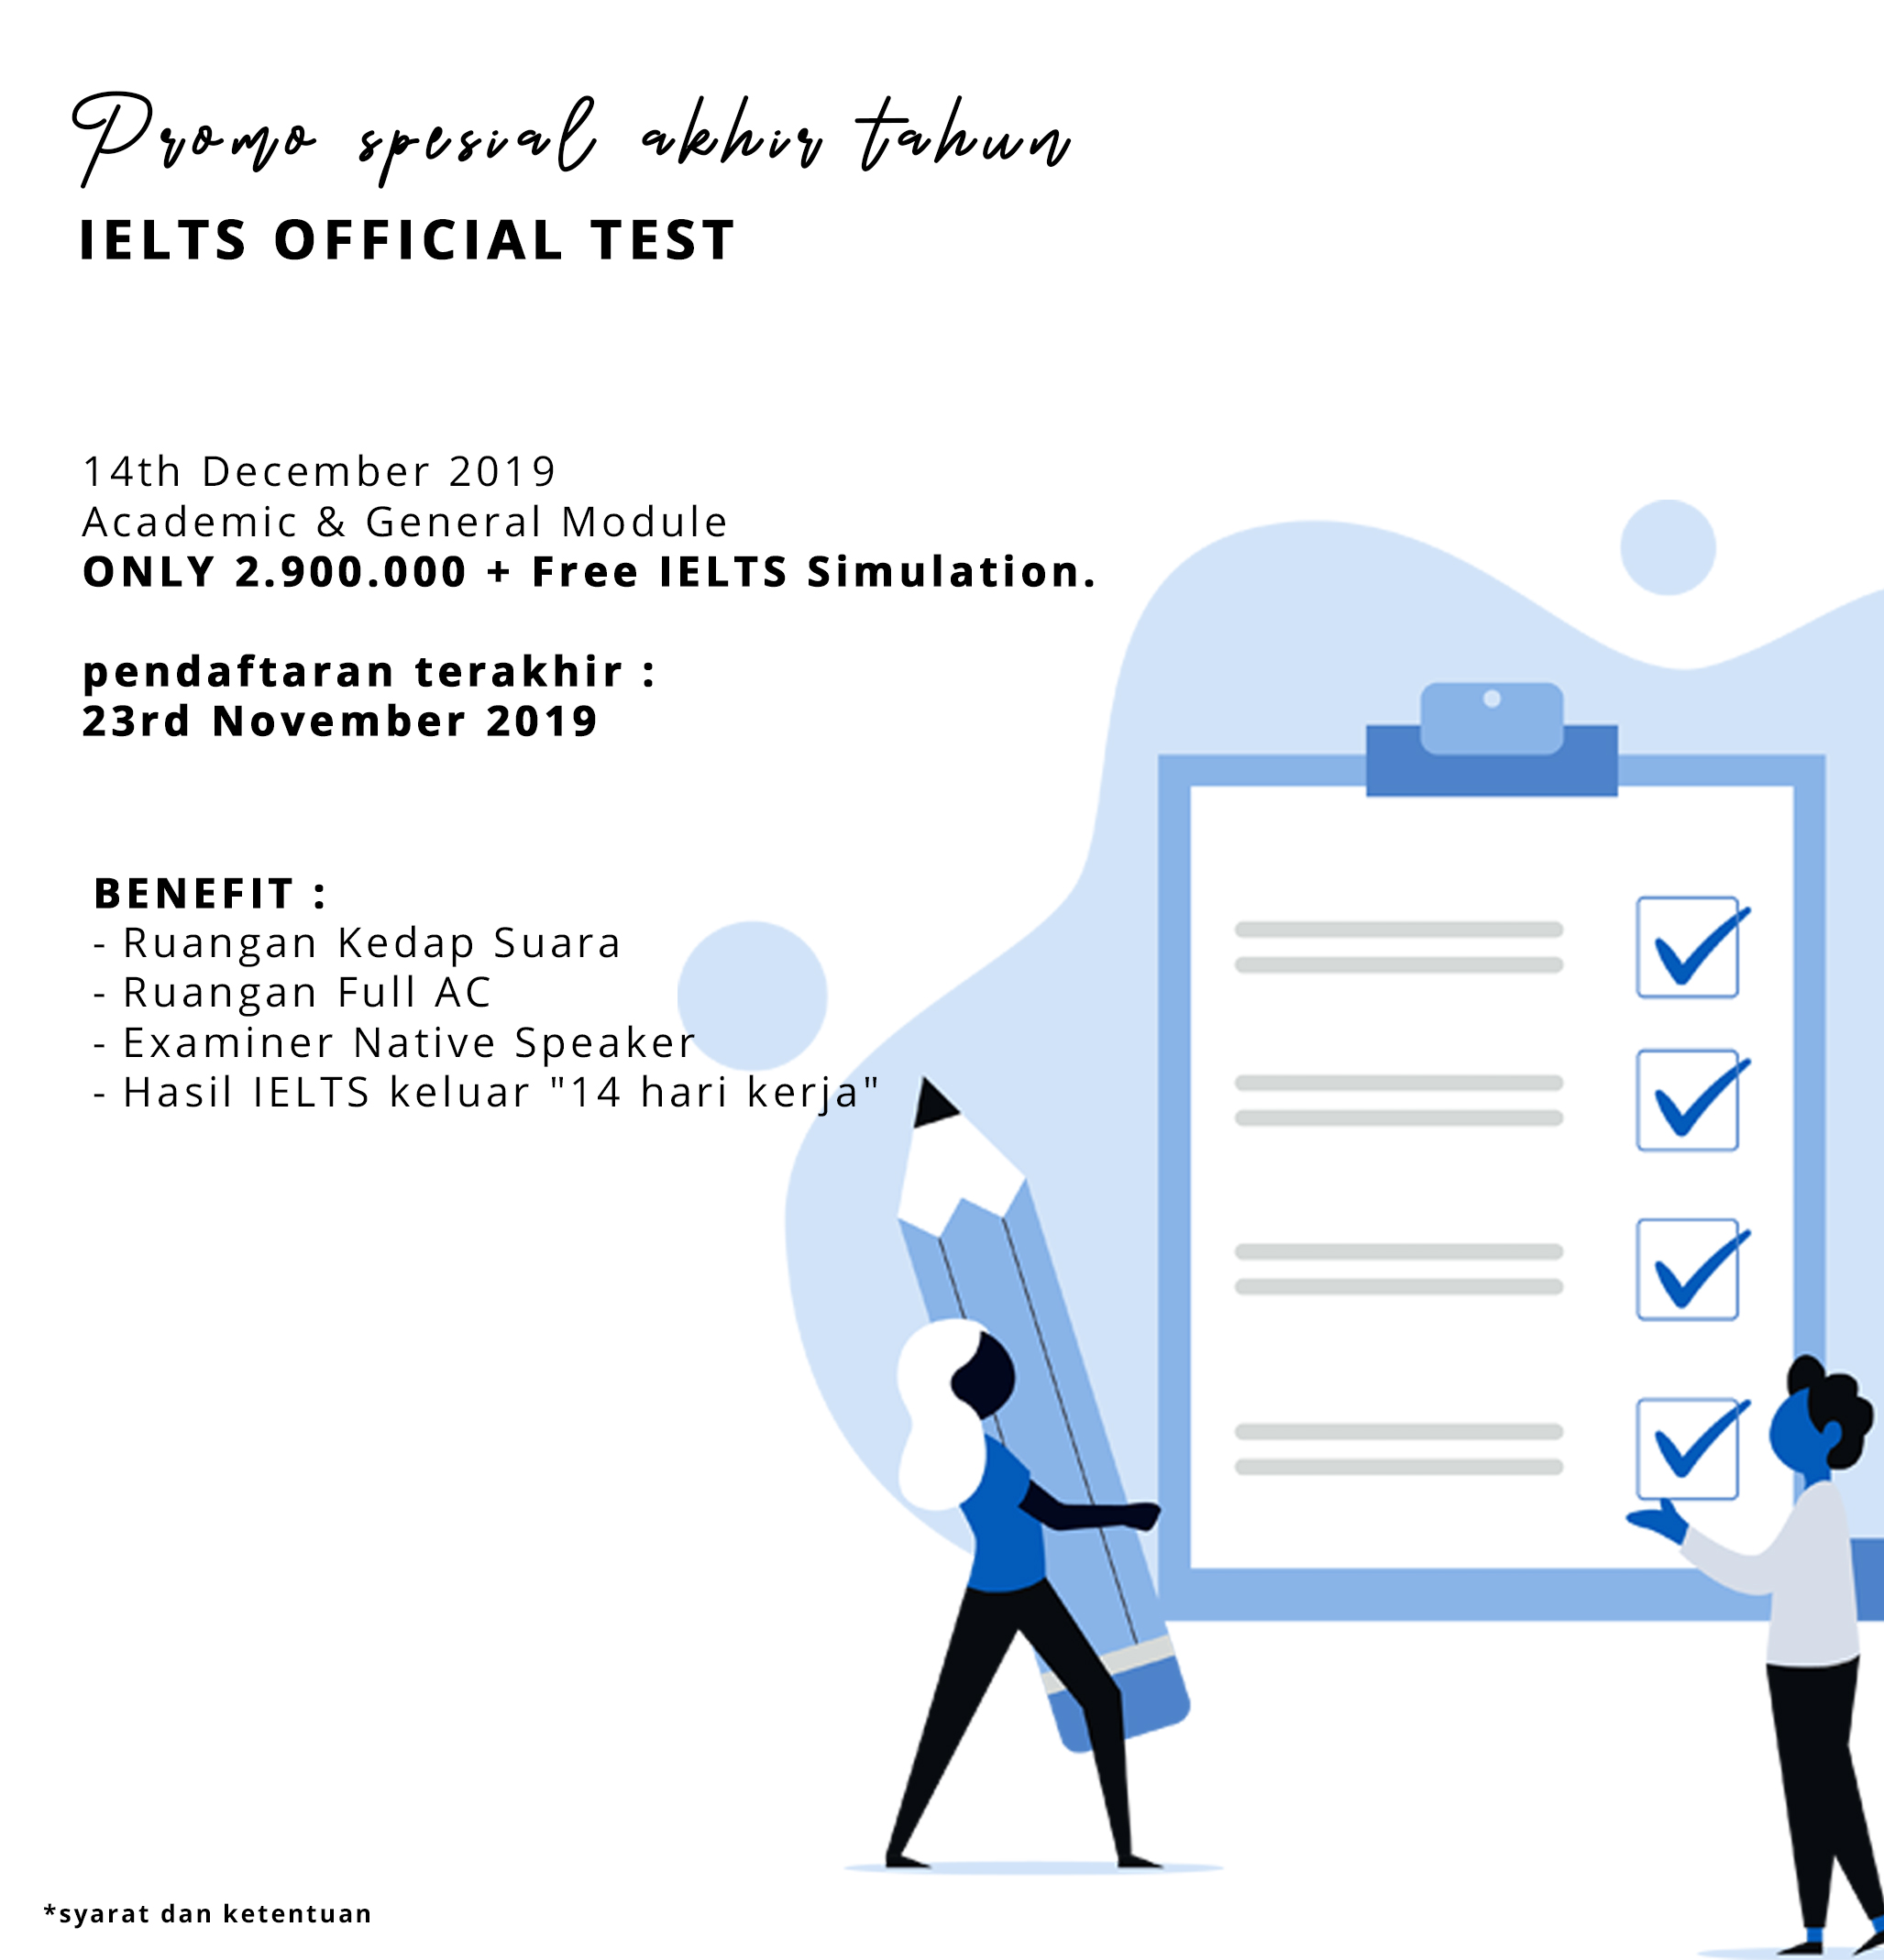 Promo spesial akhir tahun
IELTS OFFICIAL TEST
14th December 2019
Academic & General Module
ONLY 2.900.000 + Free IELTS Simulation.
pendaftaran terakhir :
23rd November 2019
BENEFIT :
- Ruangan Kedap Suara
- Ruangan Full AC
- Examiner Native Speaker
- Hasil IELTS keluar "14 hari kerja"
*syarat dan ketentuan